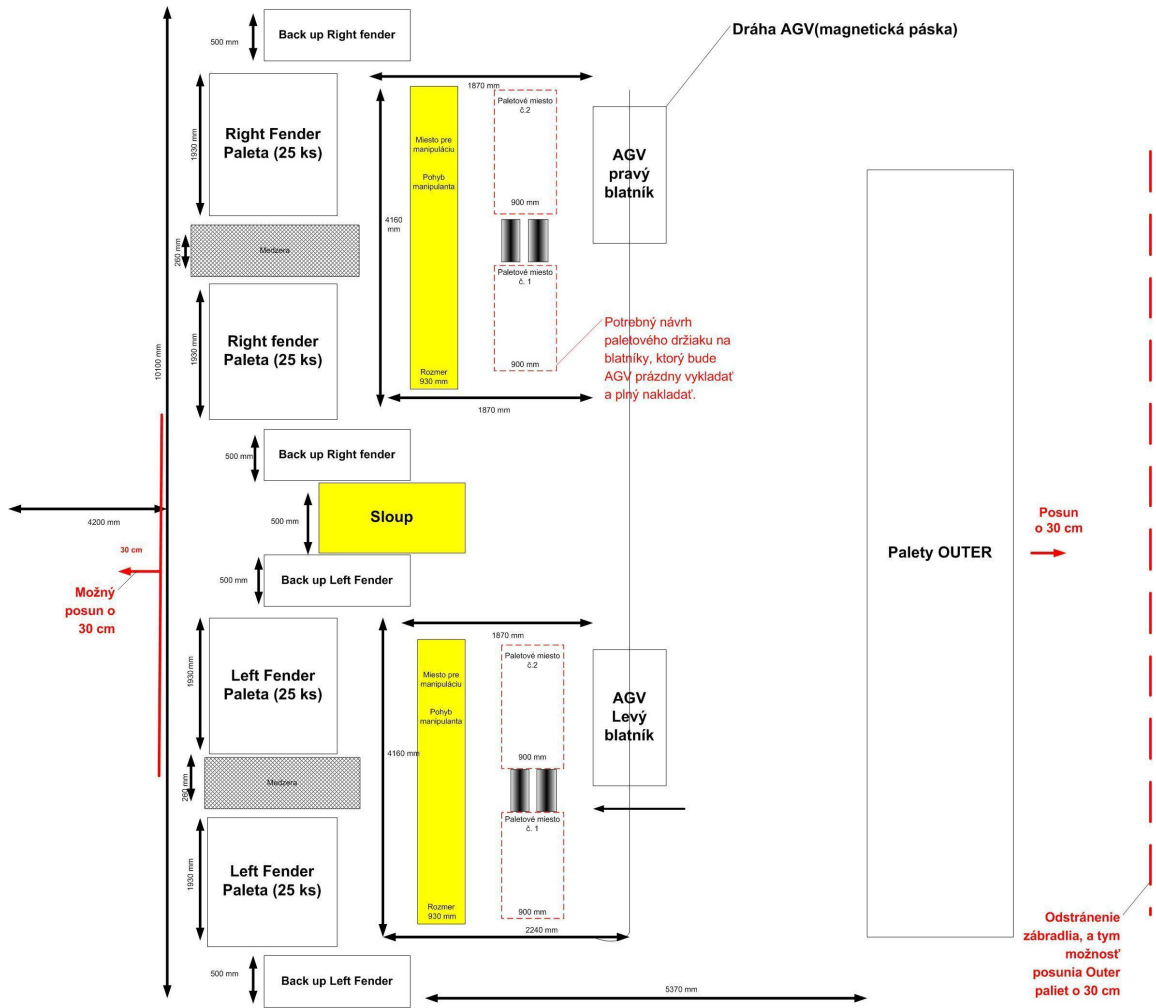 500 mm
Back up Right fender
Dráha AGV(magnetická páska)
1870 mm
1930 mm
Right Fender
Paleta (25 ks)
Miesto pre
manipuláciu
Pohyb
manipulanta
4160
mm
Rozmer
930 mm
Paletové miesto
č.2
900 mm
AGV
pravý
blatník
260 mm
Medzera
Paletové miesto
č. 1
900 mm
1930 mm
Right fender
Paleta (25 ks)
10100 mm
1870 mm
Potrebný návrh
paletového držiaku na
blatníky, ktorý bude
AGV prázdny vykladať
a plný nakladať.
500 mm
Back up Right fender
4200 mm
500 mm
Sloup
30 cm
Možný
posun o
30 cm
500 mm
Back up Left Fender
Palety OUTER
Posun
o 30 cm
1870 mm
1930 mm
Left Fender
Paleta (25 ks)
Miesto pre
manipuláciu
Pohyb
manipulanta
4160 mm
Rozmer
930 mm
Paletové miesto
č.2
900 mm
AGV
Levý
blatník
260 mm
Medzera
Paletové miesto
č. 1
900 mm
1930 mm
Left Fender
Paleta (25 ks)
2240 mm
500 mm
Back up Left Fender
5370 mm
Odstránenie
zábradlia, a tym
možnosť
posunia Outer
paliet o 30 cm